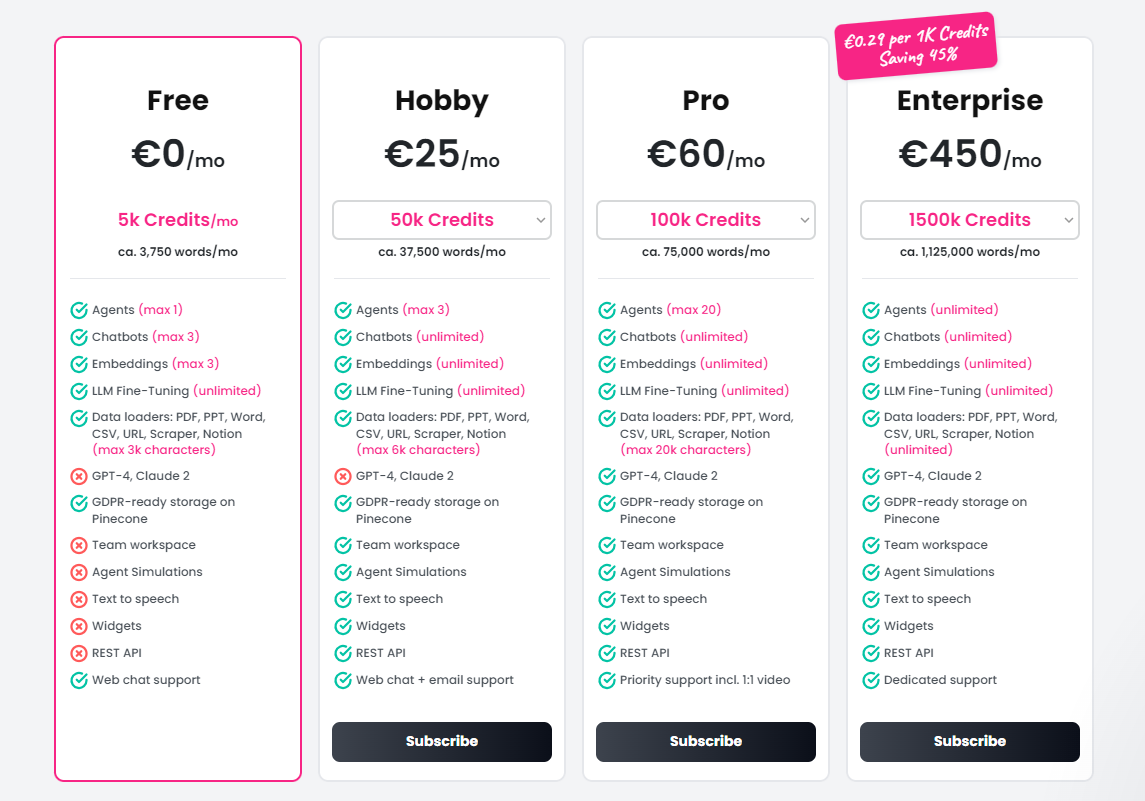 €0.29 per 1K Credits
Saving 45%
Free
€0/mo
5k Credits/mo
ca. 3,750 words/mo
Agents (max 1)
Chatbots (max 3)
Embeddings (max 3)
LLM Fine-Tuning (unlimited)
Data loaders: PDF, PPT, Word,
CSV, URL, Scraper, Notion
(max 3k characters)
GPT-4, Claude 2
GDPR-ready storage on
Pinecone
Team workspace
Agent Simulations
Text to speech
Widgets
REST API
Web chat support
Hobby
€25/mo
50k Credits
ca. 37,500 words/mo
Agents (max 3)
Chatbots (unlimited)
Embeddings (unlimited)
LLM Fine-Tuning (unlimited)
Data loaders: PDF, PPT, Word,
CSV, URL, Scraper, Notion
(max 6k characters)
GPT-4, Claude 2
GDPR-ready storage on
Pinecone
Team workspace
Agent Simulations
Text to speech
Widgets
REST API
Web chat + email support
Subscribe
Pro
€60/mo
100k Credits
ca. 75,000 words/mo
Agents (max 20)
Chatbots (unlimited)
Embeddings (unlimited)
LLM Fine-Tuning (unlimited)
Data loaders: PDF, PPT, Word,
CSV, URL, Scraper, Notion
(max 20k characters)
GPT-4, Claude 2
GDPR-ready storage on
Pinecone
Team workspace
Agent Simulations
Text to speech
Widgets
REST API
Priority support incl. 1:1 video
Subscribe
Enterprise
€450/mo
1500k Credits
ca. 1,125,000 words/mo
Agents (unlimited)
Chatbots (unlimited)
Embeddings (unlimited)
LLM Fine-Tuning (unlimited)
Data loaders: PDF, PPT, Word,
CSV, URL, Scraper, Notion
(unlimited)
GPT-4, Claude 2
GDPR-ready storage on
Pinecone
Team workspace
Agent Simulations
Text to speech
Widgets
REST API
Dedicated support
Subscribe